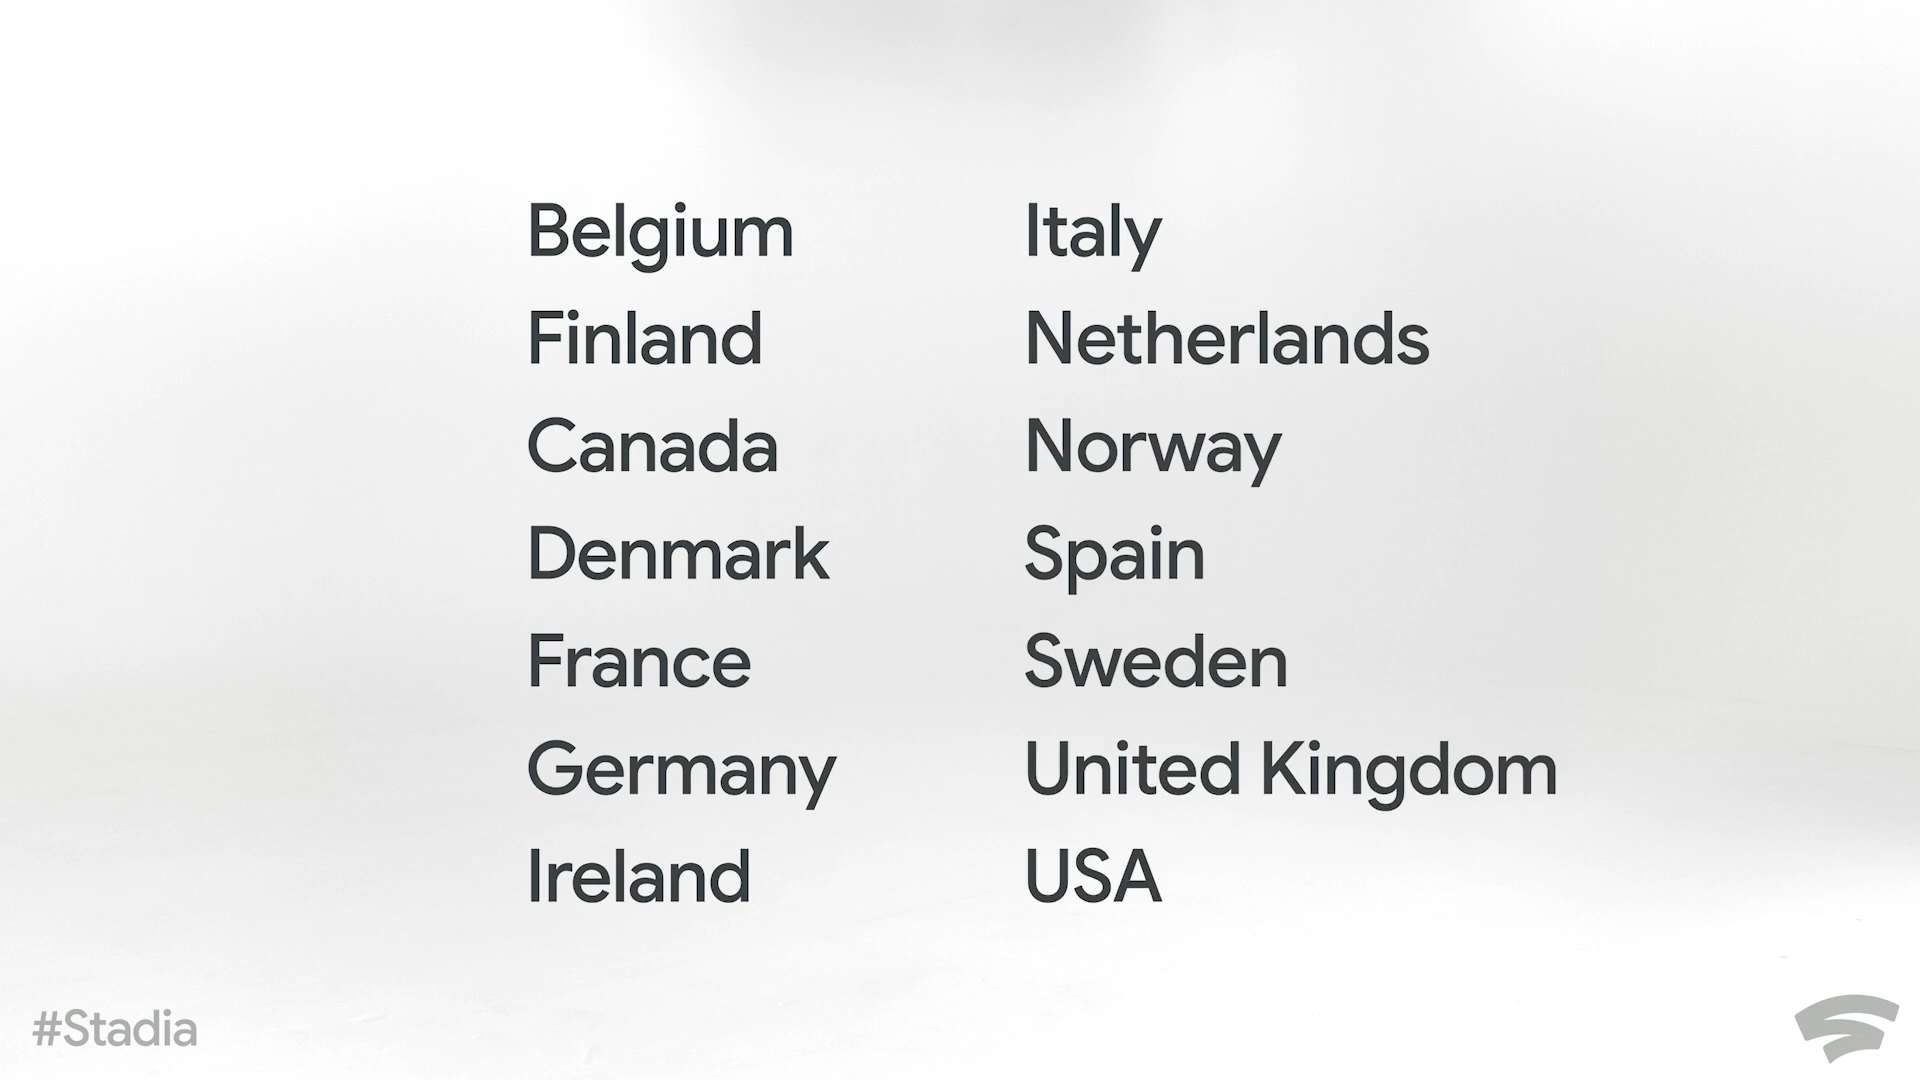 Belgium
Finland
Canada
Denmark
France
Germany
Ireland
Italy
Netherlands
Norway
Spain
Sweden
United Kingdom
USA
#Stadia